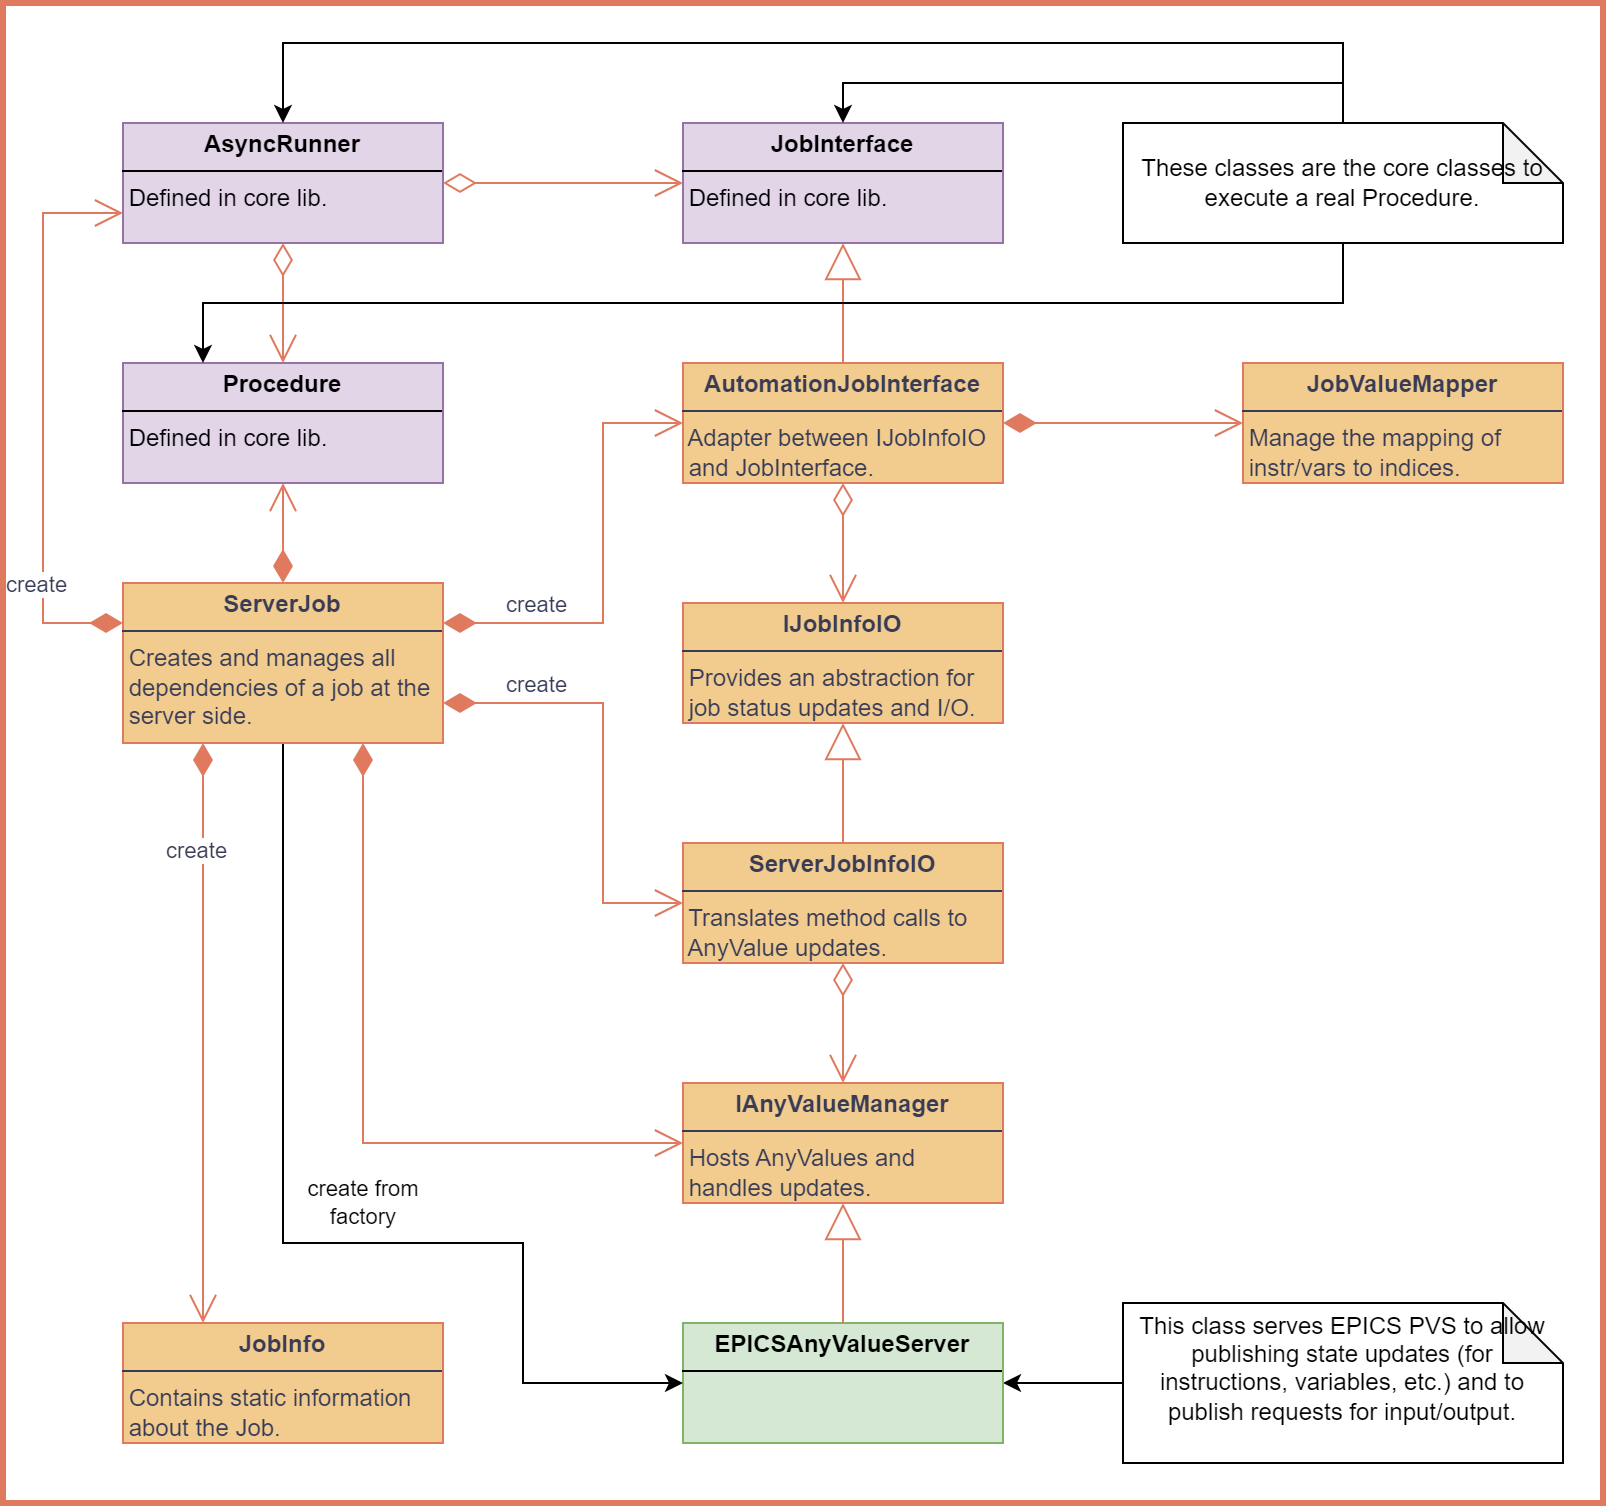 AsyncRunner
Defined in core lib.
JobInterface
Defined in core lib.
These classes are the core classes to
execute a real Procedure.
Procedure
Defined in core lib.
AutomationJobInterface
Adapter between IJobInfoIO
and JobInterface.
JobValueMapper
Manage the mapping of
instr/vars to indices.
create
ServerJob
Creates and manages all
dependencies of a job at the
server side.
create
create
IJobInfoIO
Provides an abstraction for
job status updates and I/O.
create
ServerJobInfoIO
Translates method calls to
AnyValue updates.
IAnyValueManager
Hosts AnyValues and
handles updates.
create from
factory
JobInfo
Contains static information
about the Job.
EPICSAnyValueServer
This class serves EPICS PVS to allow
publishing state updates (for
instructions, variables, etc.) and to
publish requests for input/output.